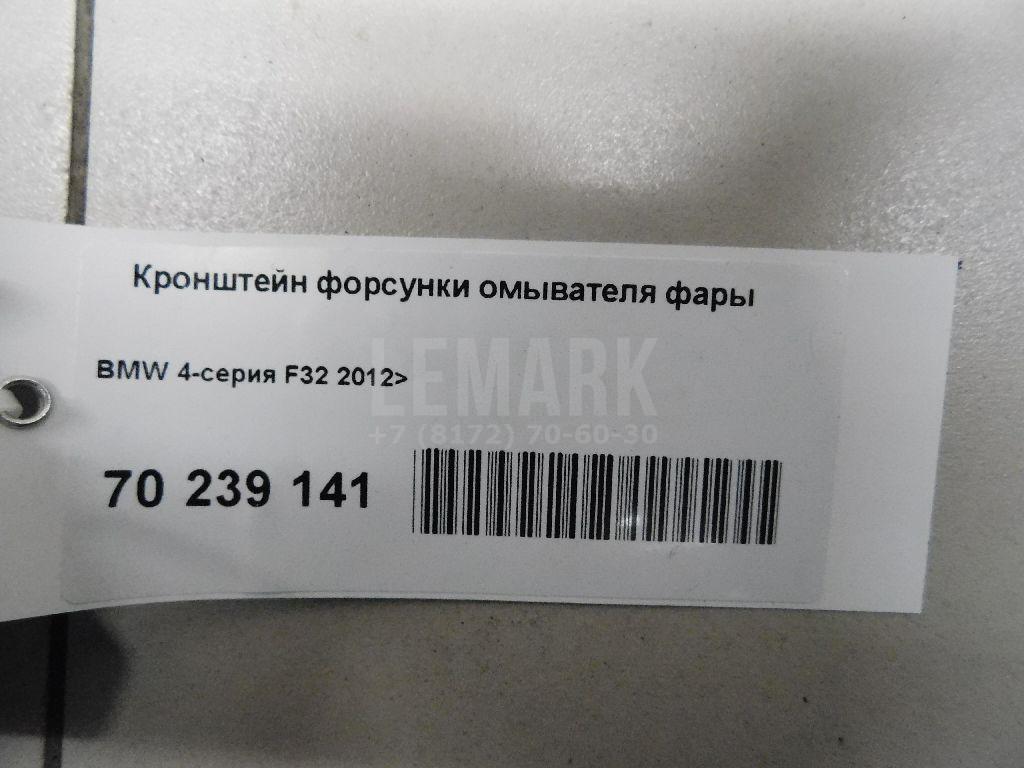 Кронштейн форсунки омывателя фары
BMW 4-серия F32 2012>
LEMARK
+7 (8172) 70-60-30
70 239 141